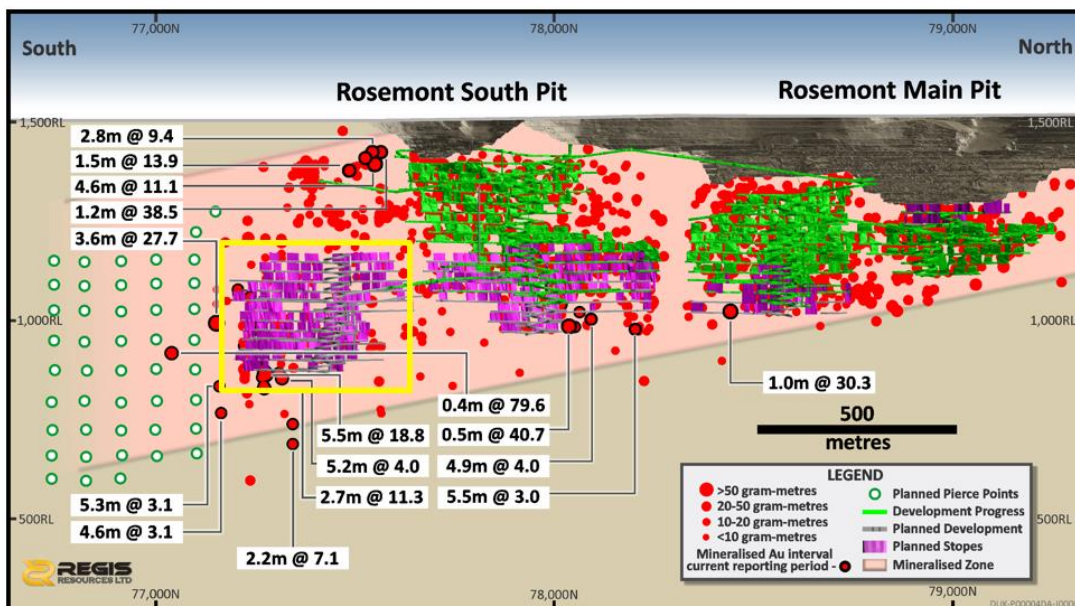 77,000N
78,000N
79,000N
South
North
Rosemont South Pit
Rosemont Main Pit
1,500RL
1,500RL
2.8m @ 9.4
1.5m @ 13.9
4.6m @ 11.1
1.2m @ 38.5
3.6m @ 27.7
1,000RL
1,000RL
1.0m @ 30.3
0.4m @ 79.6
5.5m @ 18.8
0.5m @ 40.7
500
metres
5.2m @ 4.0
4.9m @ 4.0
5.3m @ 3.1
2.7m @ 11.3
5.5m @ 3.0
4.6m @ 3.1
500RL
500RL
2.2m @ 7.1
LEGEND
>50 gram-metres
20-50 gram-metres
10-20 gram-metres
<10 gram-metres
Mineralised Au interval
current reporting period -
Planned Pierce Points
Development Progress
Planned Development
Planned Stopes
Mineralised Zone
REGIS
RESOURCES LTD
77,000N
78,000N
79,000N